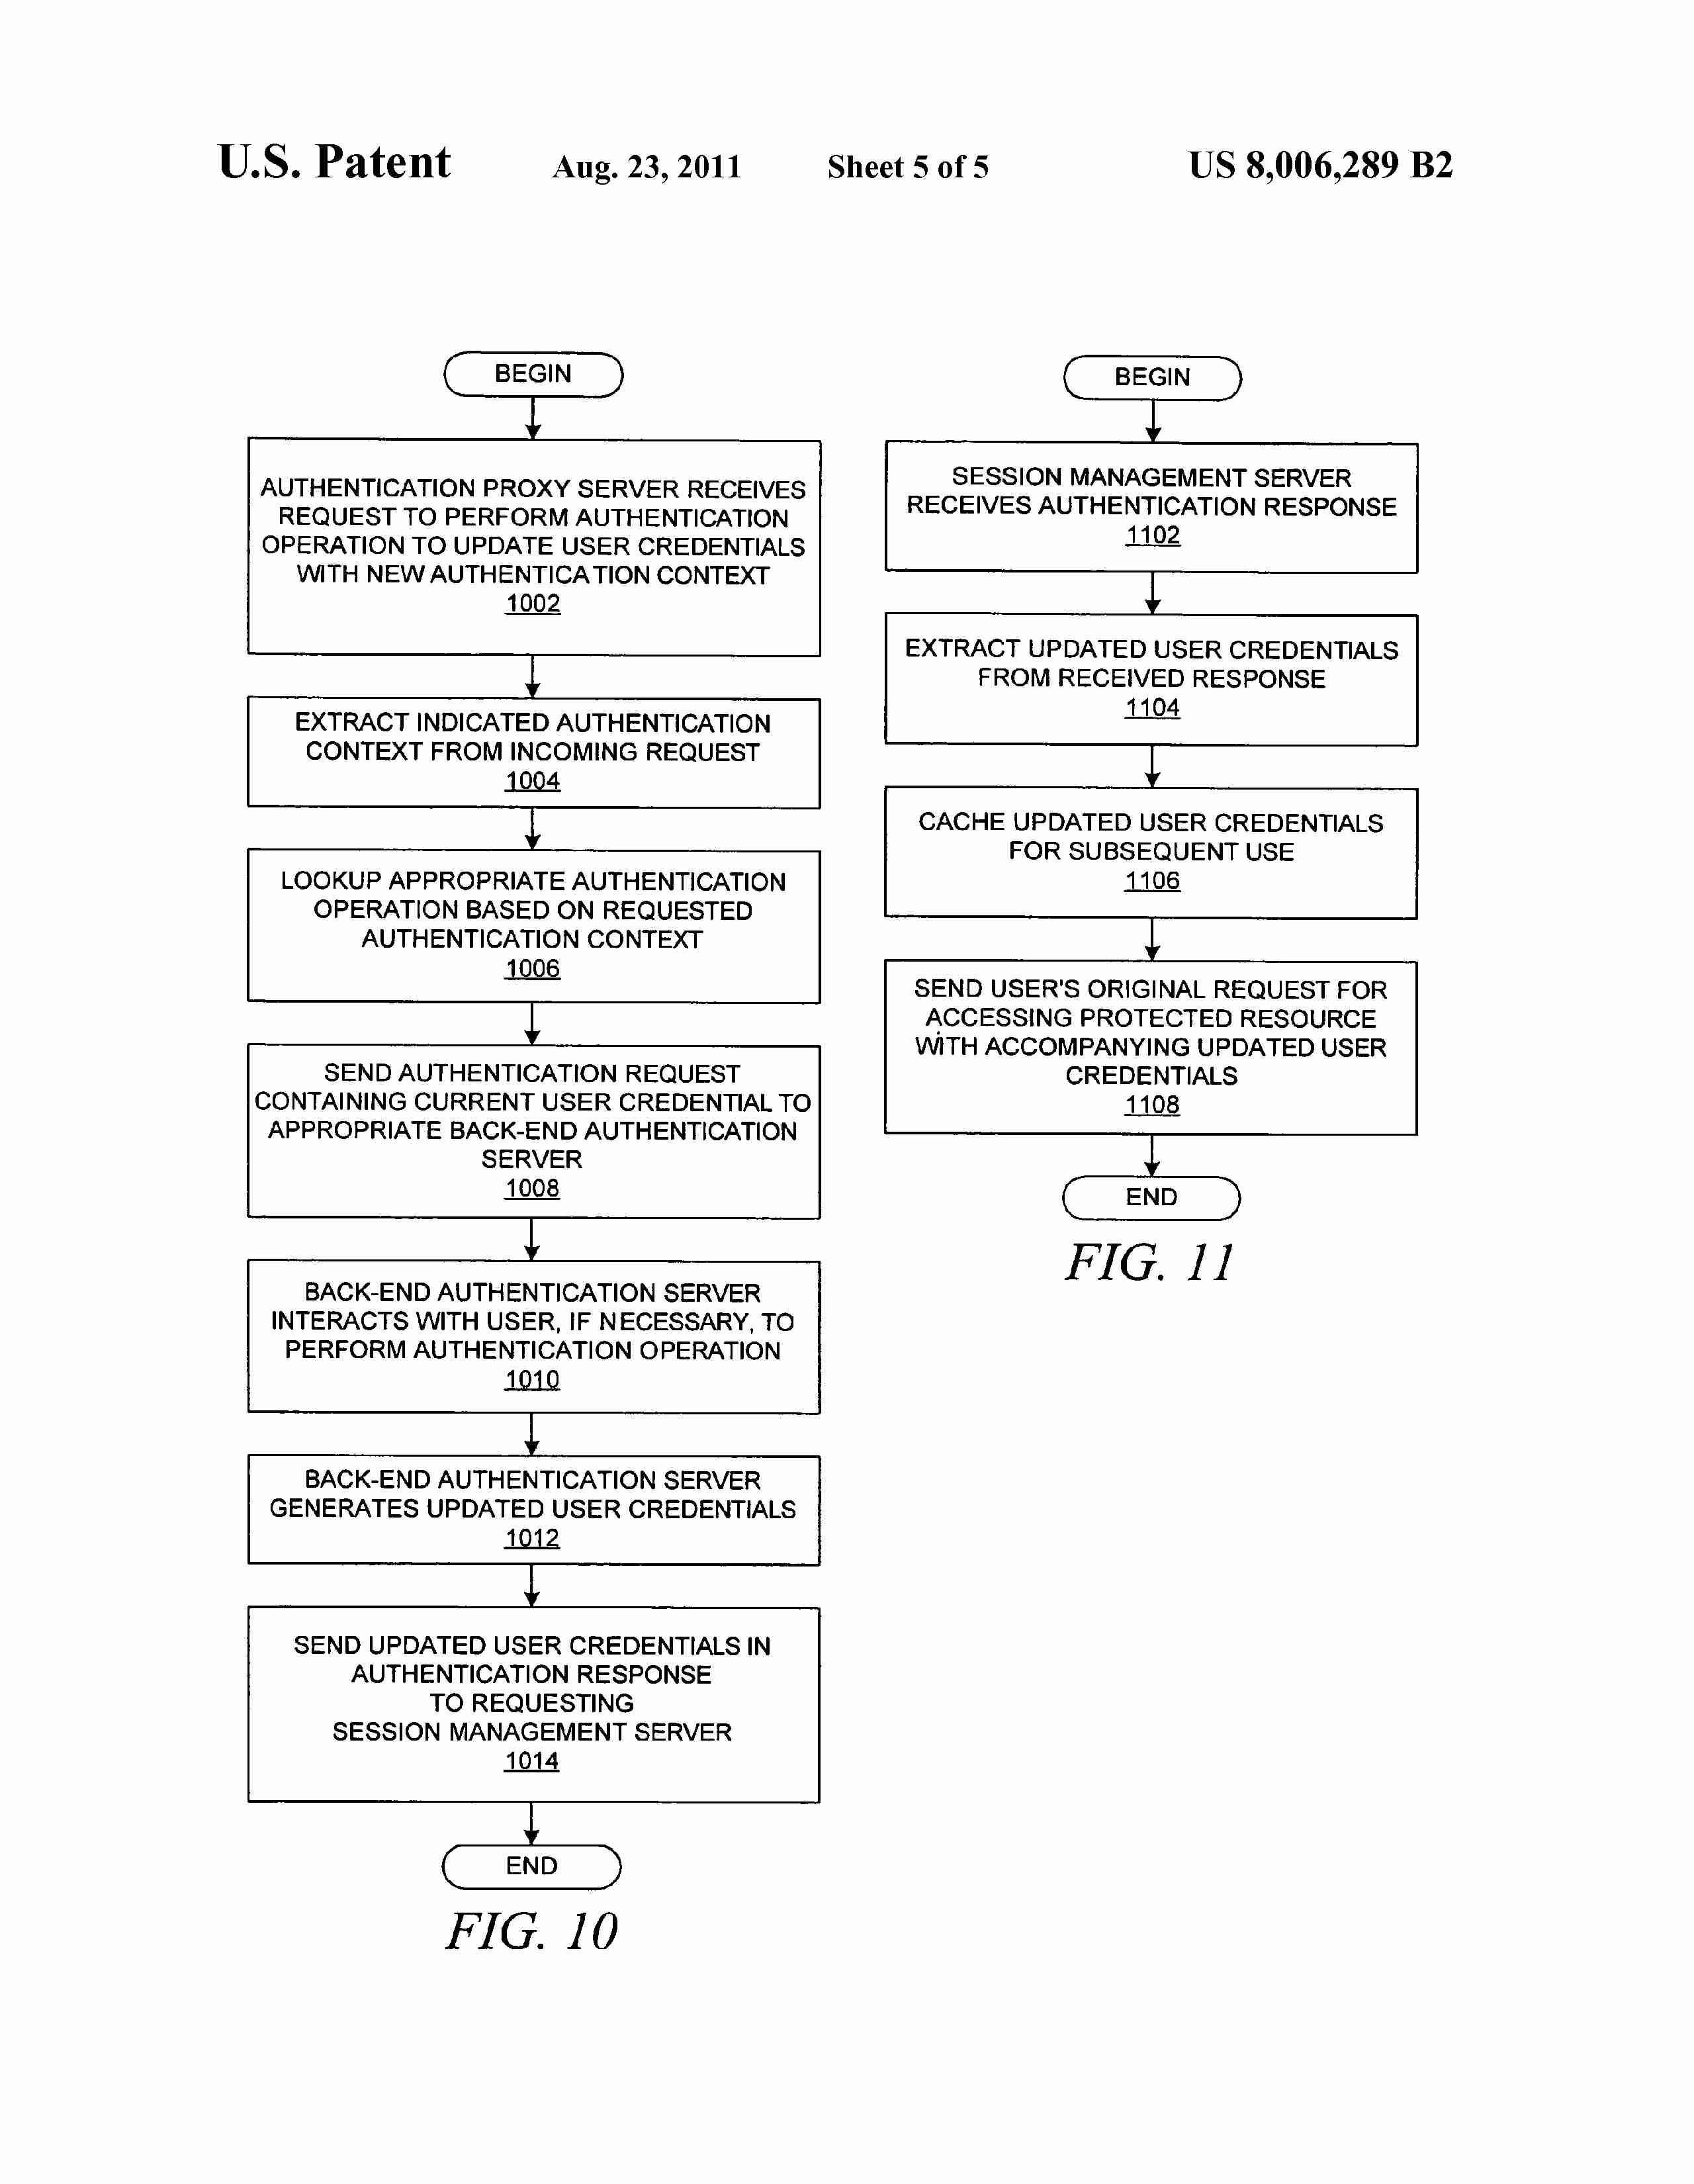 U.S. Patent Aug. 23, 2011 Sheet 5 of 5 US 8,006,289 B2
BEGIN
AUTHENTICATION PROXY SERVER RECEIVES
REQUEST TO PERFORM AUTHENTICATION
OPERATION TO UPDATE USER CREDENTIALS
WITH NEW AUTHENTICATION CONTEXT
1002
EXTRACT INDICATED AUTHENTICATION
CONTEXT FROM INCOMING REQUEST
1004
LOOKUP APPROPRIATE AUTHENTICATION
OPERATION BASED ON REQUESTED
AUTHENTICATION CONTEXT
1006
SEND AUTHENTICATION REQUEST
CONTAINING CURRENT USER CREDENTIAL TO
APPROPRIATE BACK-END AUTHENTICATION
SERVER
1008
BACK-END AUTHENTICATION SERVER
INTERACTS WITH USER, IF NECESSARY, TO
PERFORM AUTHENTICATION OPERATION
1010
BACK-END AUTHENTICATION SERVER
GENERATES UPDATED USER CREDENTIALS
1012
SEND UPDATED USER CREDENTIALS IN
AUTHENTICATION RESPONSE
TO REQUESTING
SESSION MANAGEMENT SERVER
1014
END
FIG. 10
BEGIN
SESSION MANAGEMENT SERVER
RECEIVES AUTHENTICATION RESPONSE
1102
EXTRACT UPDATED USER CREDENTIALS
FROM RECEIVED RESPONSE
1104
CACHE UPDATED USER CREDENTIALS
FOR SUBSEQUENT USE
1106
SEND USER'S ORIGINAL REQUEST FOR
ACCESSING PROTECTED RESOURCE
WITH ACCOMPANYING UPDATED USER
CREDENTIALS
1108
END
FIG. 11